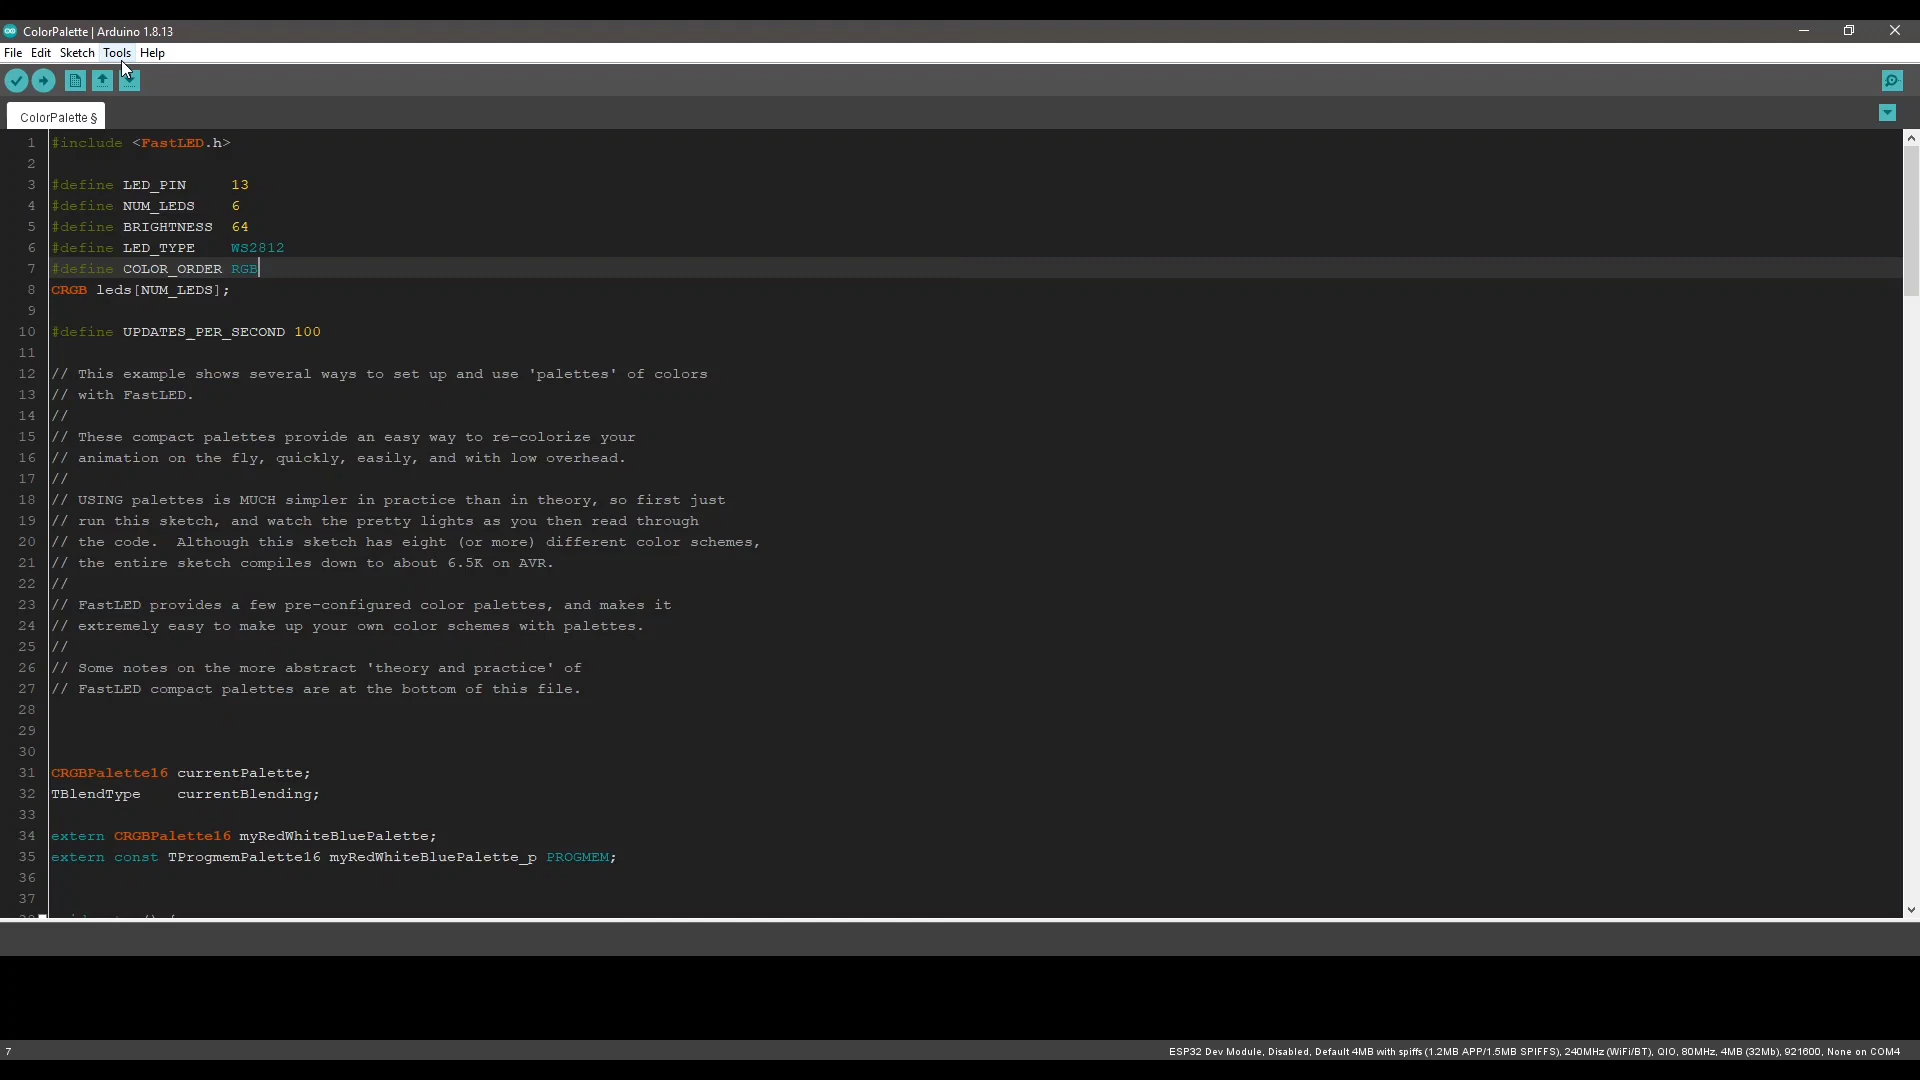 ColorPalette | Arduino 1.8.13
File Edit Sketch Tools Help
ColorPalette §
1 #include <FastLED.h>
2
3 #define LED_PIN     13
4 #define NUM_LEDS    6
5 #define BRIGHTNESS  64
6 #define LED_TYPE    WS2812
7 #define COLOR_ORDER RGB
8 CRGB leds[NUM_LEDS];
9
10 #define UPDATES_PER_SECOND 100
11
12 // This example shows several ways to set up and use 'palettes' of colors
13 // with FastLED.
14 //
15 // These compact palettes provide an easy way to re-colorize your
16 // animation on the fly, quickly, easily, and with low overhead.
17 //
18 // USING palettes is MUCH simpler in practice than in theory, so first just
19 // run this sketch, and watch the pretty lights as you then read through
20 // the code.  Although this sketch has eight (or more) different color schemes,
21 // the entire sketch compiles down to about 6.5K on AVR.
22 //
23 // FastLED provides a few pre-configured color palettes, and makes it
24 // extremely easy to make up your own color schemes with palettes.
25 //
26 // Some notes on the more abstract 'theory and practice' of
27 // FastLED compact palettes are at the bottom of this file.
28
29
30
31 CRGBPalette16 currentPalette;
32 TBlendType    currentBlending;
33
34 extern CRGBPalette16 myRedWhiteBluePalette;
35 extern const TProgmemPalette16 myRedWhiteBluePalette_p PROGMEM;
36
37
7 ESP32 Dev Module, Disabled, Default 4MB with spiffs (1.2MB APP/1.5MB SPIFFS), 240MHz (WiFi/BT), QIO, 80MHz, 4MB (32Mb), 921600, None on COM4